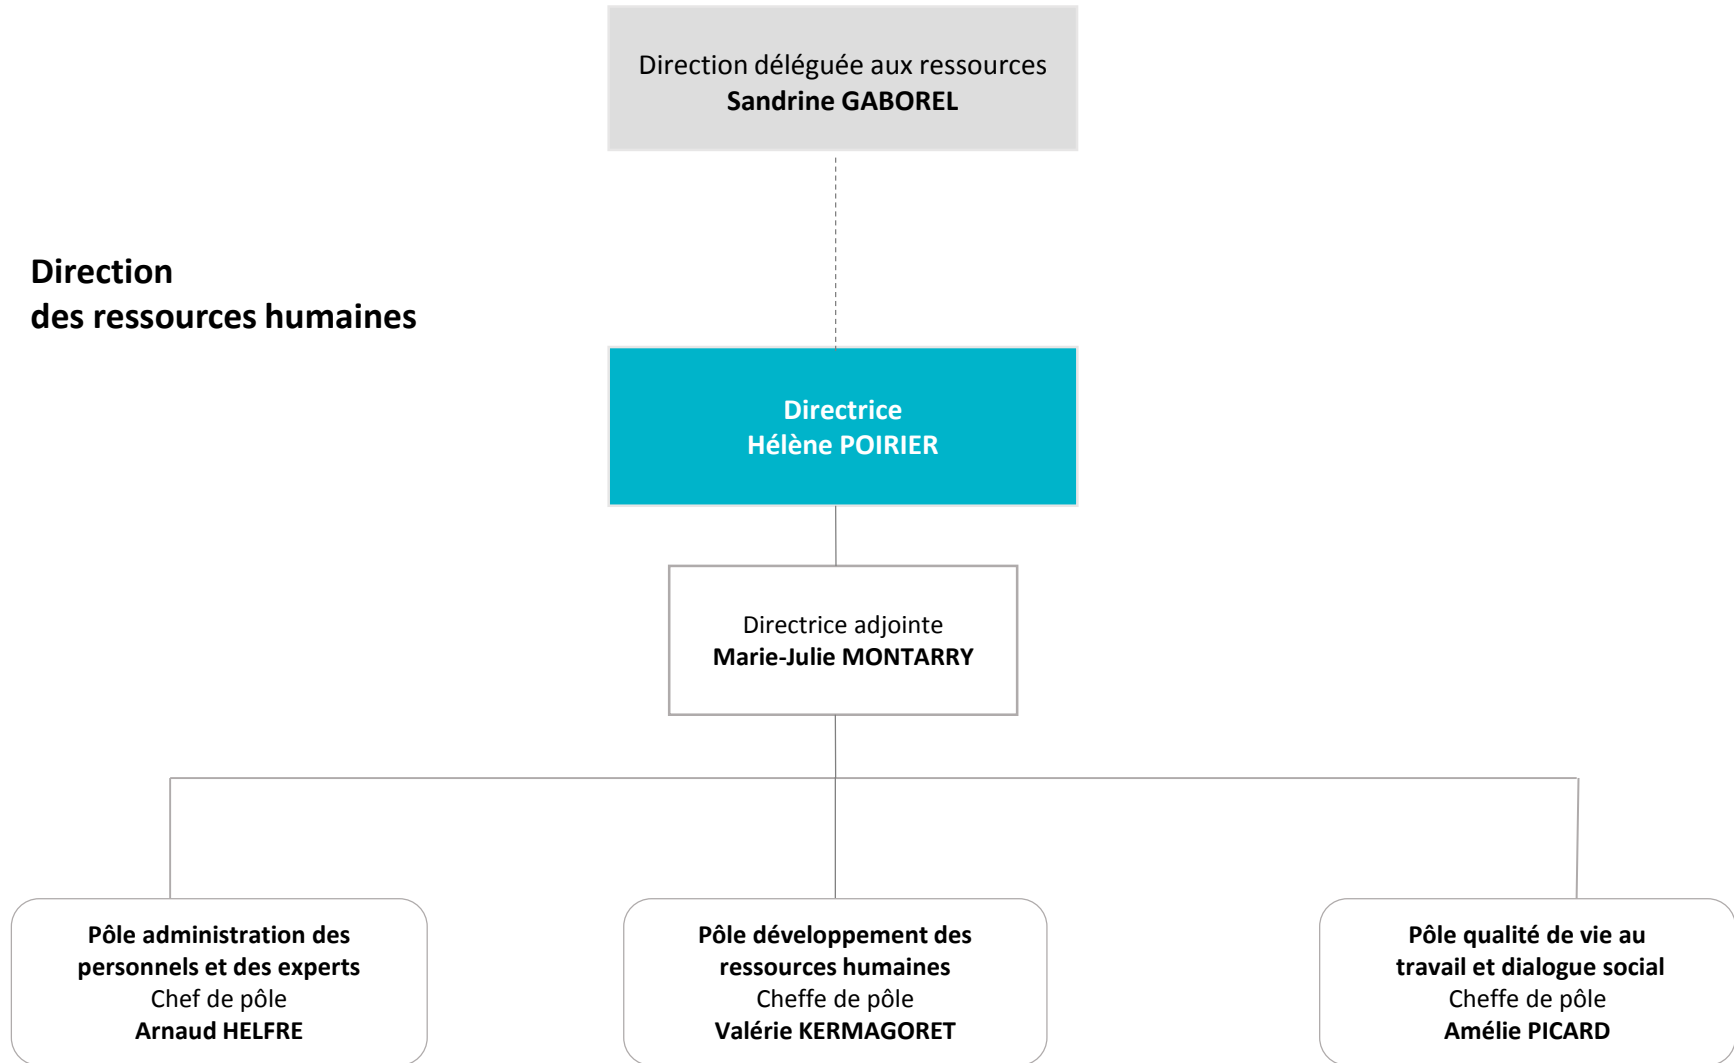 Direction déléguée aux ressources
Sandrine GABOREL
Direction
des ressources humaines
Directrice
Hélène POIRIER
Directrice adjointe
Marie-Julie MONTARRY
Pôle administration des
personnels et des experts
Chef de pôle
Arnaud HELFRE
Pôle développement des
ressources humaines
Cheffe de pôle
Valérie KERMAGORET
Pôle qualité de vie au
travail et dialogue social
Cheffe de pôle
Amélie PICARD